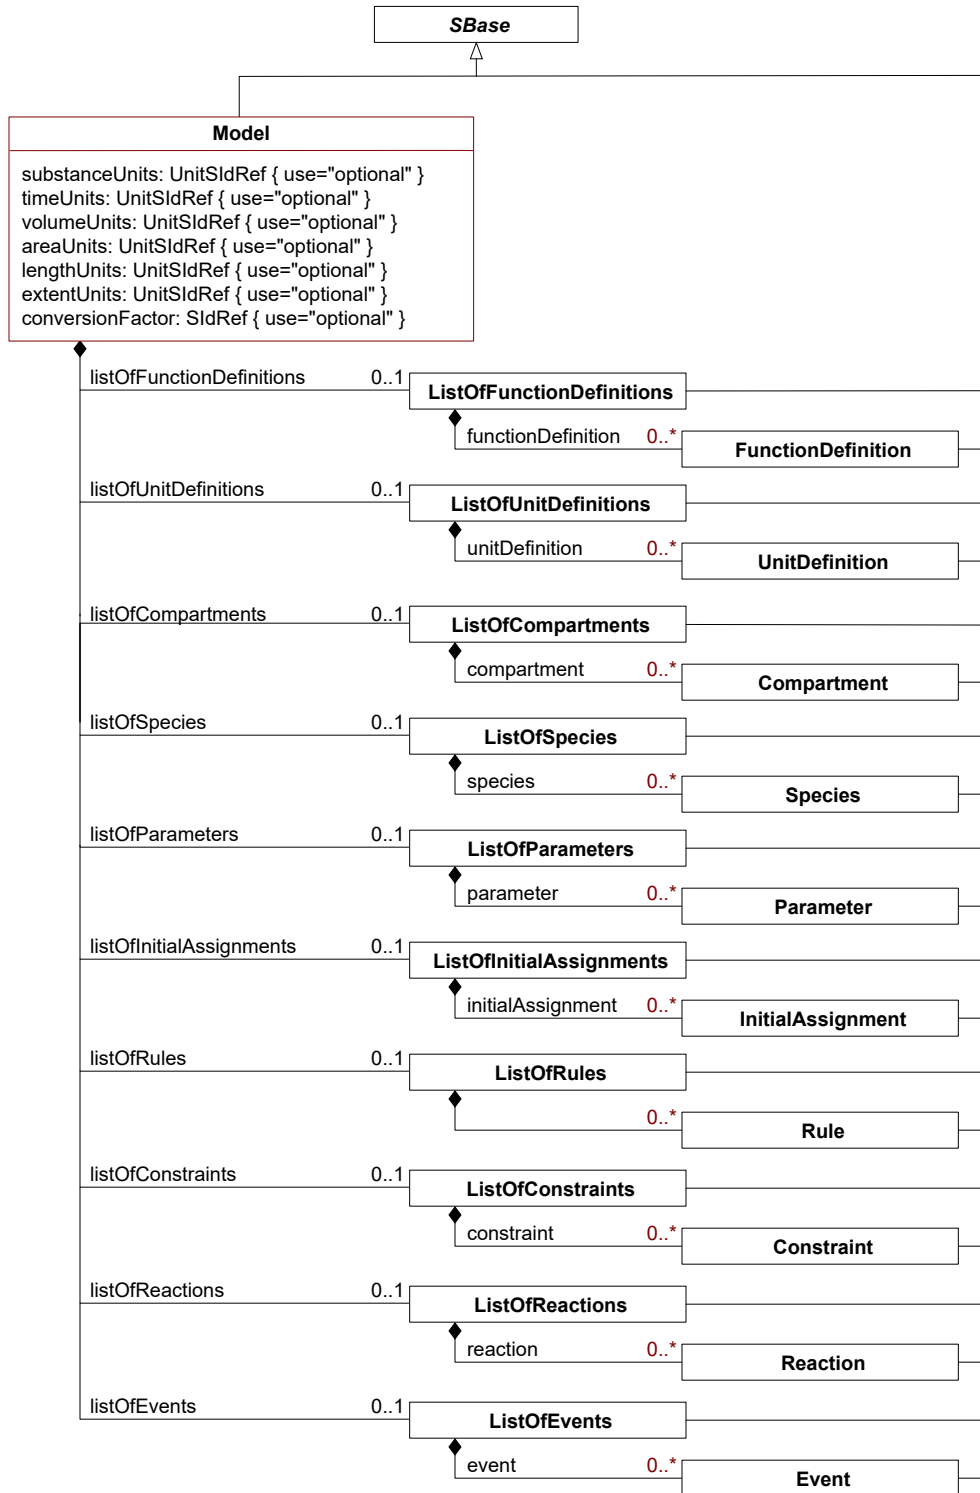 SBase
Model
substanceUnits: UnitSIdRef { use="optional" }
timeUnits: UnitSIdRef { use="optional" }
volumeUnits: UnitSIdRef { use="optional" }
areaUnits: UnitSIdRef { use="optional" }
lengthUnits: UnitSIdRef { use="optional" }
extentUnits: UnitSIdRef { use="optional" }
conversionFactor: SIdRef { use="optional" }
listOfFunctionDefinitions 0..1 ListOfFunctionDefinitions
functionDefinition 0..* FunctionDefinition
listOfUnitDefinitions 0..1 ListOfUnitDefinitions
unitDefinition 0..* UnitDefinition
listOfCompartments 0..1 ListOfCompartments
compartment 0..* Compartment
listOfSpecies 0..1 ListOfSpecies
species 0..* Species
listOfParameters 0..1 ListOfParameters
parameter 0..* Parameter
listOfInitialAssignments 0..1 ListOfInitialAssignments
initialAssignment 0..* InitialAssignment
listOfRules 0..1 ListOfRules
0..* Rule
listOfConstraints 0..1 ListOfConstraints
constraint 0..* Constraint
listOfReactions 0..1 ListOfReactions
reaction 0..* Reaction
listOfEvents 0..1 ListOfEvents
event 0..* Event